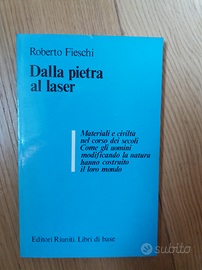 Roberto Fieschi
Dalla pietra
al laser
Materiali e civiltà
nel corso dei secoli
Come gli uomini
modificando la natura
hanno costruito
il loro mondo
Editori Riuniti. Libri di base
subito